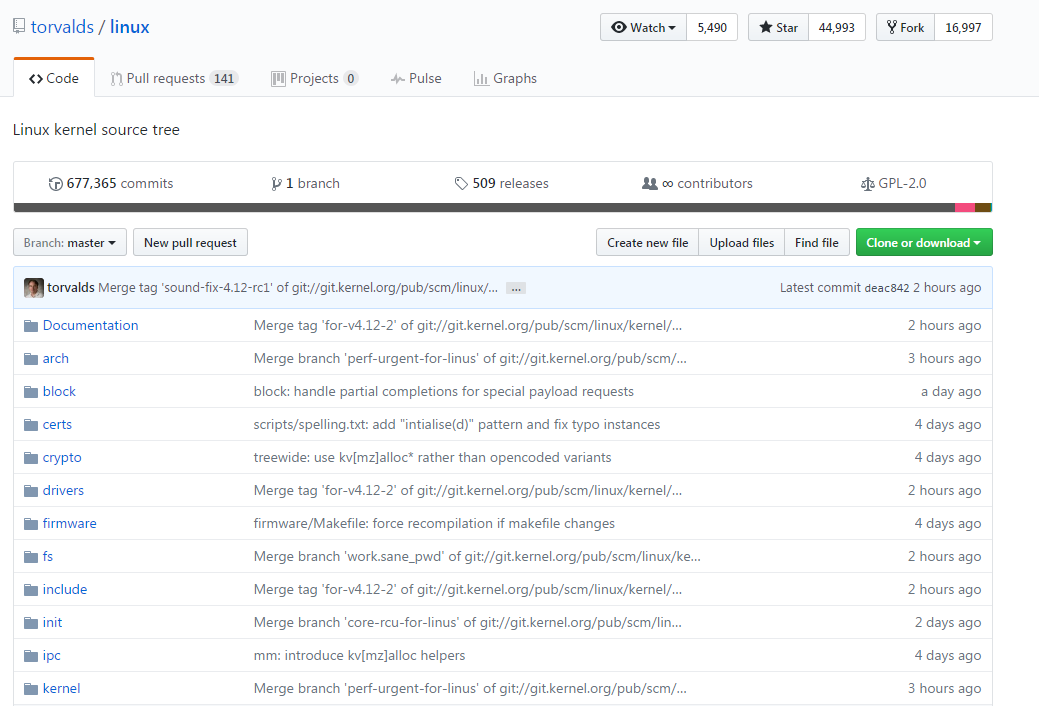 torvalds / linux Watch 5,490 Star 44,993 Fork 16,997
Code Pull requests 141 Projects 0 Pulse Graphs
Linux kernel source tree
677,365 commits 1 branch 509 releases ∞ contributors GPL-2.0
Branch: master New pull request Create new file Upload files Find file Clone or download
torvalds Merge tag 'sound-fix-4.12-rc1' of git://git.kernel.org/pub/scm/linux/... ... Latest commit deac842 2 hours ago
Documentation Merge tag 'for-v4.12-2' of git://git.kernel.org/pub/scm/linux/kernel/... 2 hours ago
arch Merge branch 'perf-urgent-for-linus' of git://git.kernel.org/pub/scm/... 3 hours ago
block block: handle partial completions for special payload requests a day ago
certs scripts/spelling.txt: add "intialise(d)" pattern and fix typo instances 4 days ago
crypto treewide: use kv[mz]alloc* rather than opencoded variants 4 days ago
drivers Merge tag 'for-v4.12-2' of git://git.kernel.org/pub/scm/linux/kernel/... 2 hours ago
firmware firmware/Makefile: force recompilation if makefile changes 4 days ago
fs Merge branch 'work.sane_pwd' of git://git.kernel.org/pub/scm/linux/ke... 2 hours ago
include Merge tag 'for-v4.12-2' of git://git.kernel.org/pub/scm/linux/kernel/... 2 hours ago
init Merge branch 'core-rcu-for-linus' of git://git.kernel.org/pub/scm/lin... 2 days ago
ipc mm: introduce kv[mz]alloc helpers 4 days ago
kernel Merge branch 'perf-urgent-for-linus' of git://git.kernel.org/pub/scm/... 3 hours ago